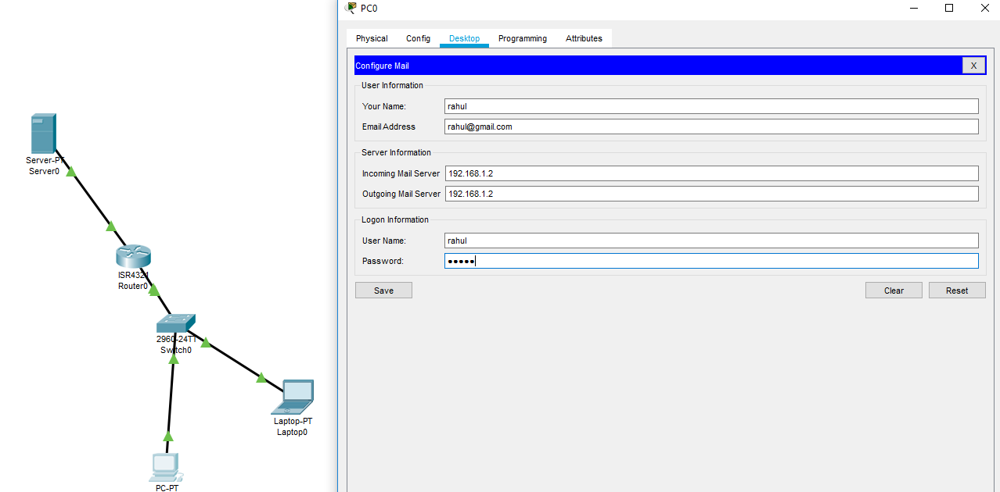 PC0
Physical Config Desktop Programming Attributes
Configure Mail X
User Information
Your Name: rahul
Email Address rahul@gmail.com
Server Information
Incoming Mail Server 192.168.1.2
Outgoing Mail Server 192.168.1.2
Logon Information
User Name: rahul
Password: •••••
Save Clear Reset
Server-PT
Server0
ISR4321
Router0
2960-24TT
Switch0
Laptop-PT
Laptop0
PC-PT